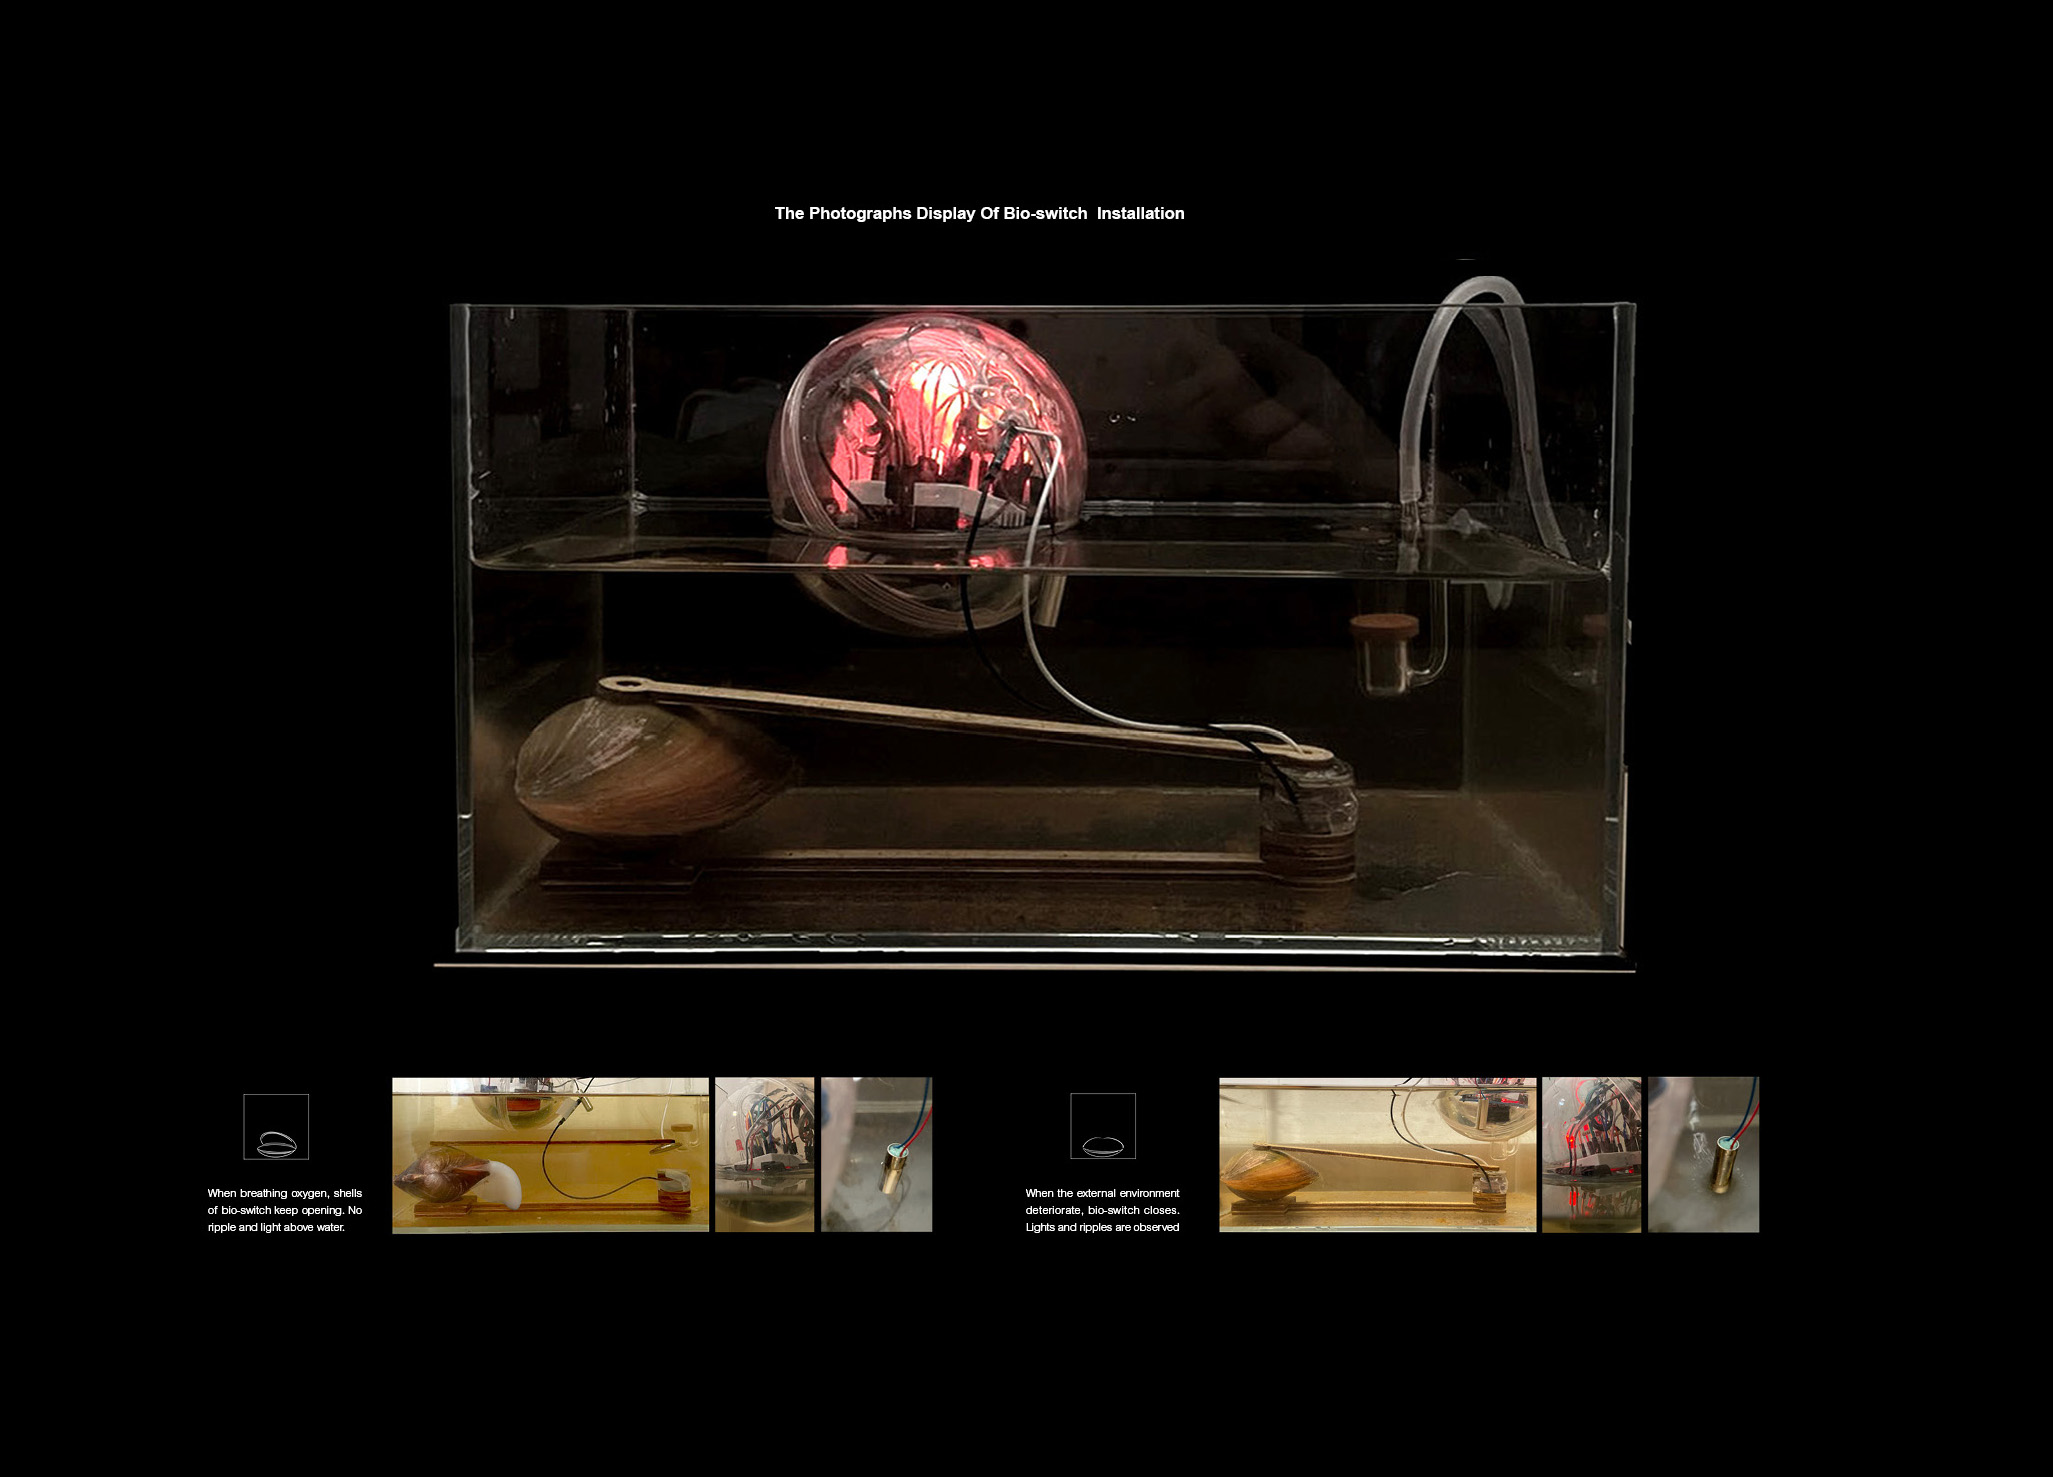 The Photographs Display Of Bio-switch  Installation
When breathing oxygen, shells
of bio-switch keep opening. No
ripple and light above water.
When the external environment
deteriorate, bio-switch closes.
Lights and ripples are observed